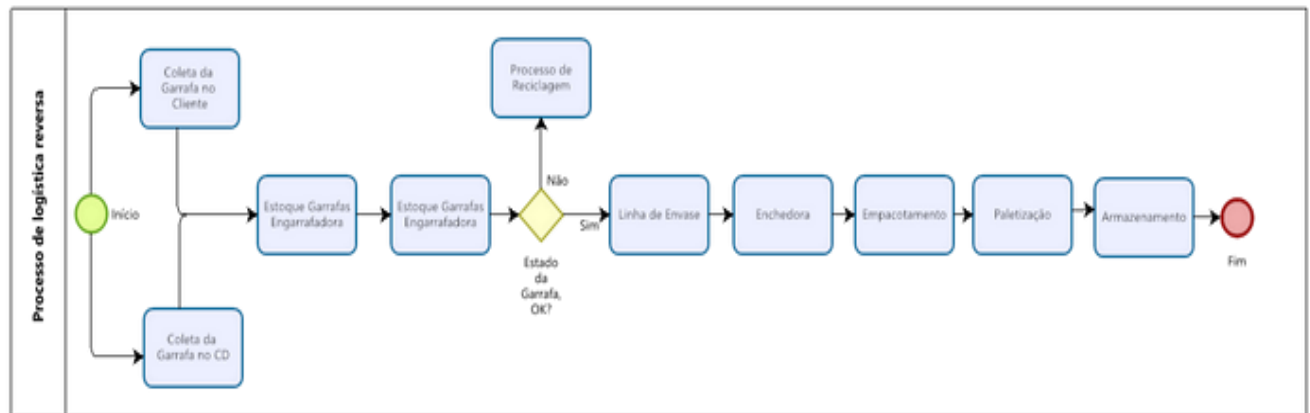 Processo de logística reversa
Início
Coleta da
Garrafa no
Cliente
Coleta da
Garrafa no CD
Estoque Garrafas
Engarrafadora
Estoque Garrafas
Engarrafadora
Processo de
Reciclagem
Não
Sim
Estado
da
Garrafa,
OK?
Linha de Envase
Enchedora
Empacotamento
Paletização
Armazenamento
Fim